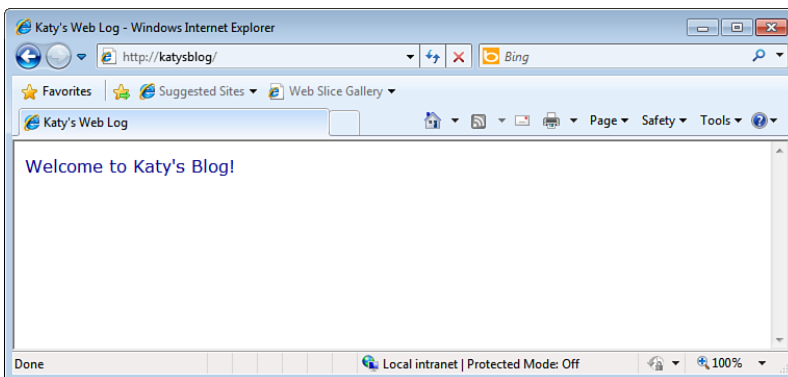 Katy's Web Log - Windows Internet Explorer
http://katysblog/ Bing
Favorites Suggested Sites Web Slice Gallery
Katy's Web Log Page Safety Tools
Welcome to Katy's Blog!
Done Local intranet | Protected Mode: Off 100%